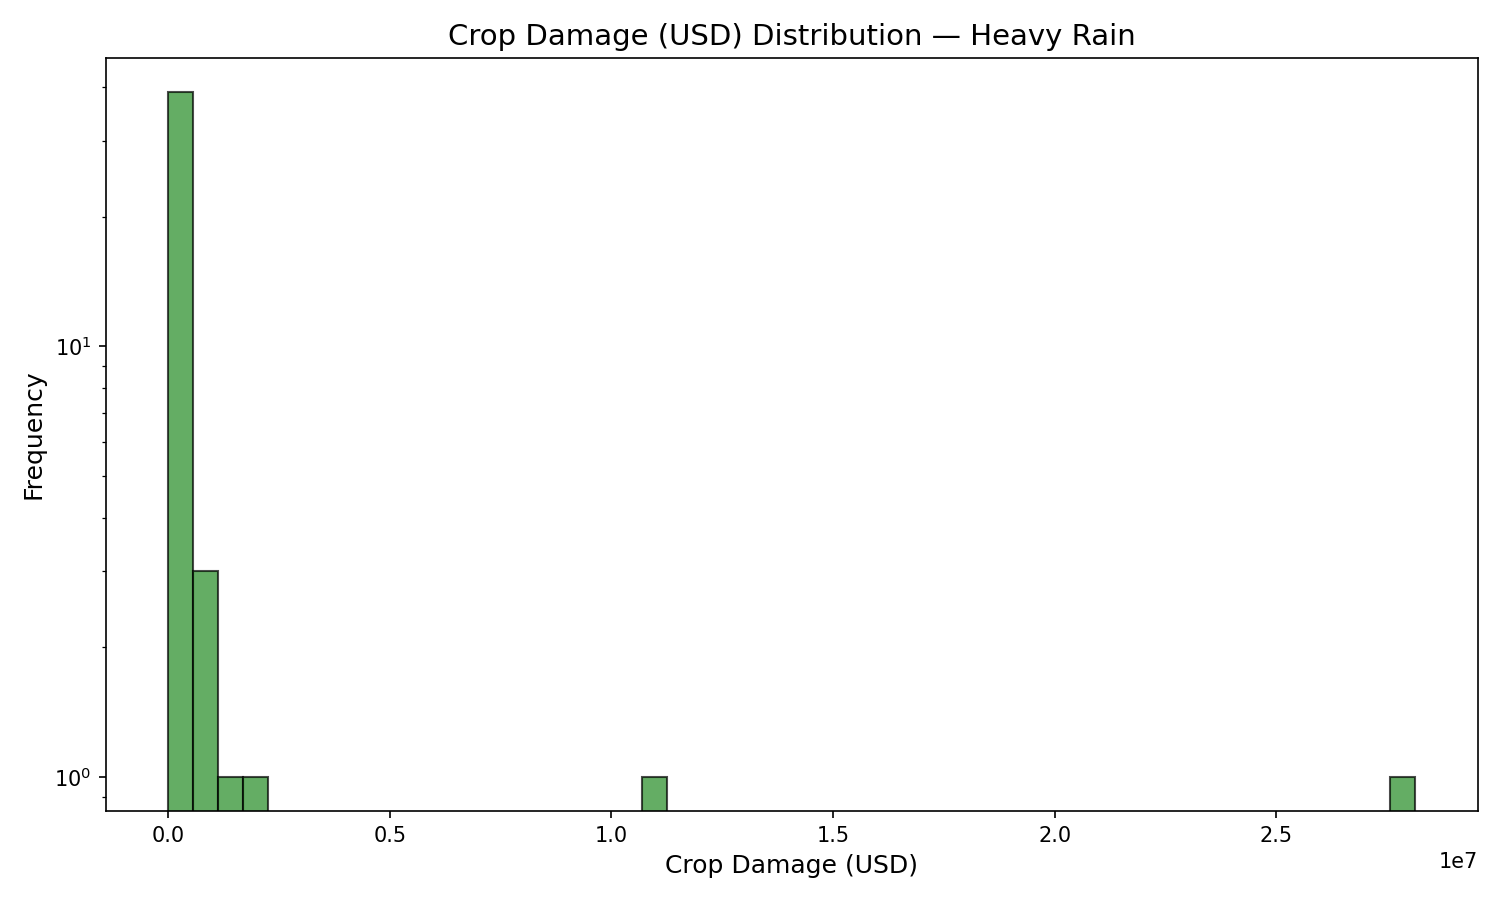 Crop Damage (USD) Distribution — Heavy Rain
Frequency
10¹
10⁰
0.0 0.5 1.0 1.5 2.0 2.5
1e7
Crop Damage (USD)